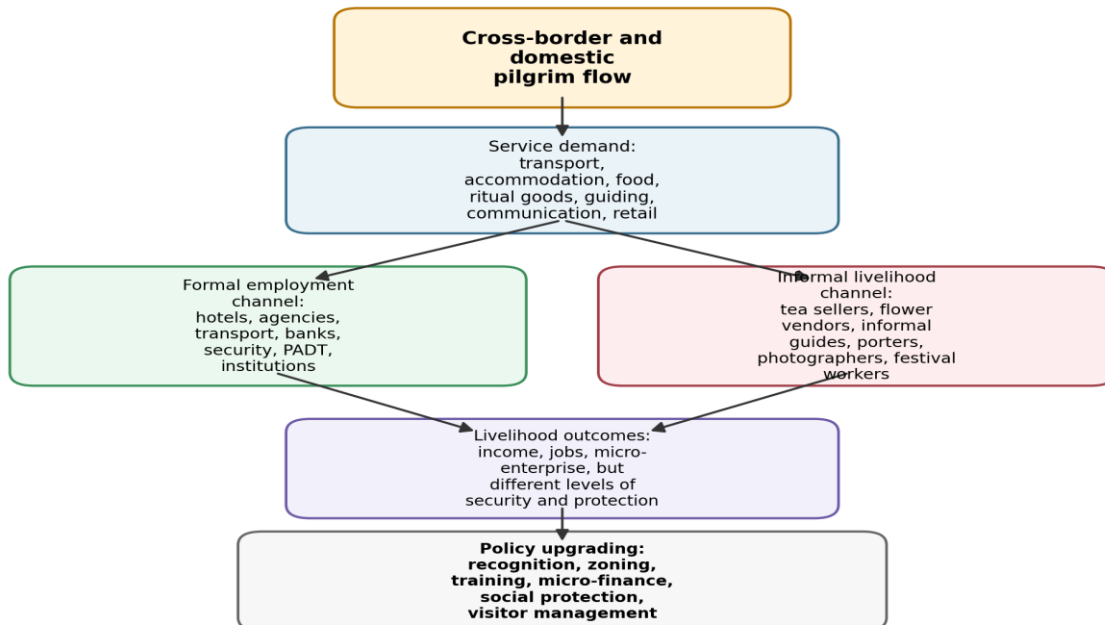 Cross-border and
domestic
pilgrim flow
Service demand:
transport,
accommodation, food,
ritual goods, guiding,
communication, retail
Formal employment
channel:
hotels, agencies,
transport, banks,
security, PADT,
institutions
Informal livelihood
channel:
tea sellers, flower
vendors, informal
guides, porters,
photographers, festival
workers
Livelihood outcomes:
income, jobs, micro-
enterprise, but
different levels of
security and protection
Policy upgrading:
recognition, zoning,
training, micro-finance,
social protection,
visitor management